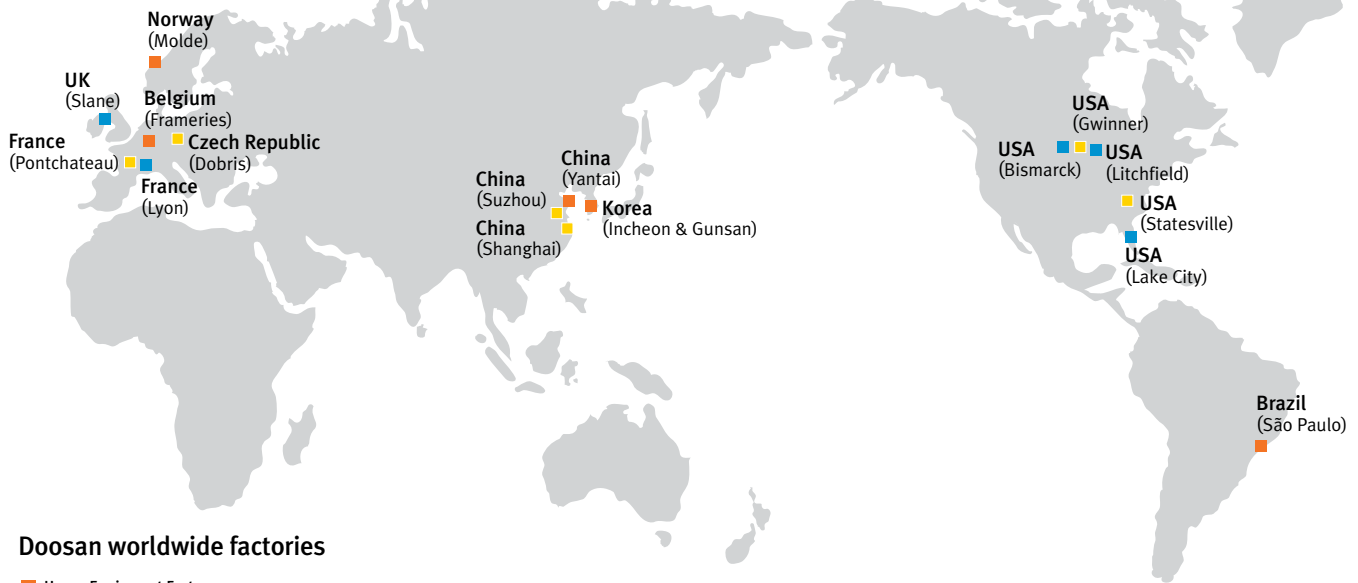 Norway
(Molde)
UK
(Slane)
Belgium
(Frameries)
France
(Pontchateau)
Czech Republic
(Dobris)
France
(Lyon)
China
(Yantai)
China
(Suzhou)
Korea
(Incheon & Gunsan)
China
(Shanghai)
USA
(Gwinner)
USA
(Bismarck)
USA
(Litchfield)
USA
(Statesville)
USA
(Lake City)
Brazil
(São Paulo)
Doosan worldwide factories